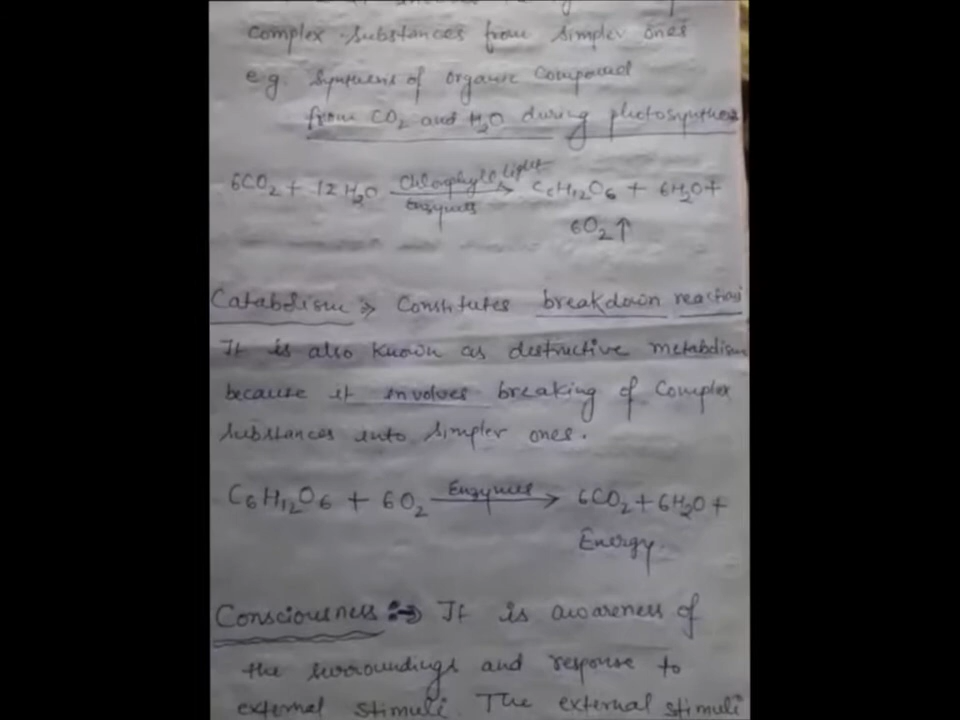 complex substances from simpler ones
e.g. Synthesis of organic compound
from CO2 and H2O during photosynthesis
6CO2 + 12H2O Chlorophyll light Enzymes → C6H12O6 + 6H2O +
6O2↑
Catabolism ⇒ Constitutes breakdown reactions
It is also known as destructive metabolism
because it involves breaking of complex
substances into simpler ones.
C6H12O6 + 6O2 Enzymes → 6CO2 + 6H2O +
Energy.
Consciousness :⇒ It is awareness of
the surroundings and response to
external stimuli. The external stimuli